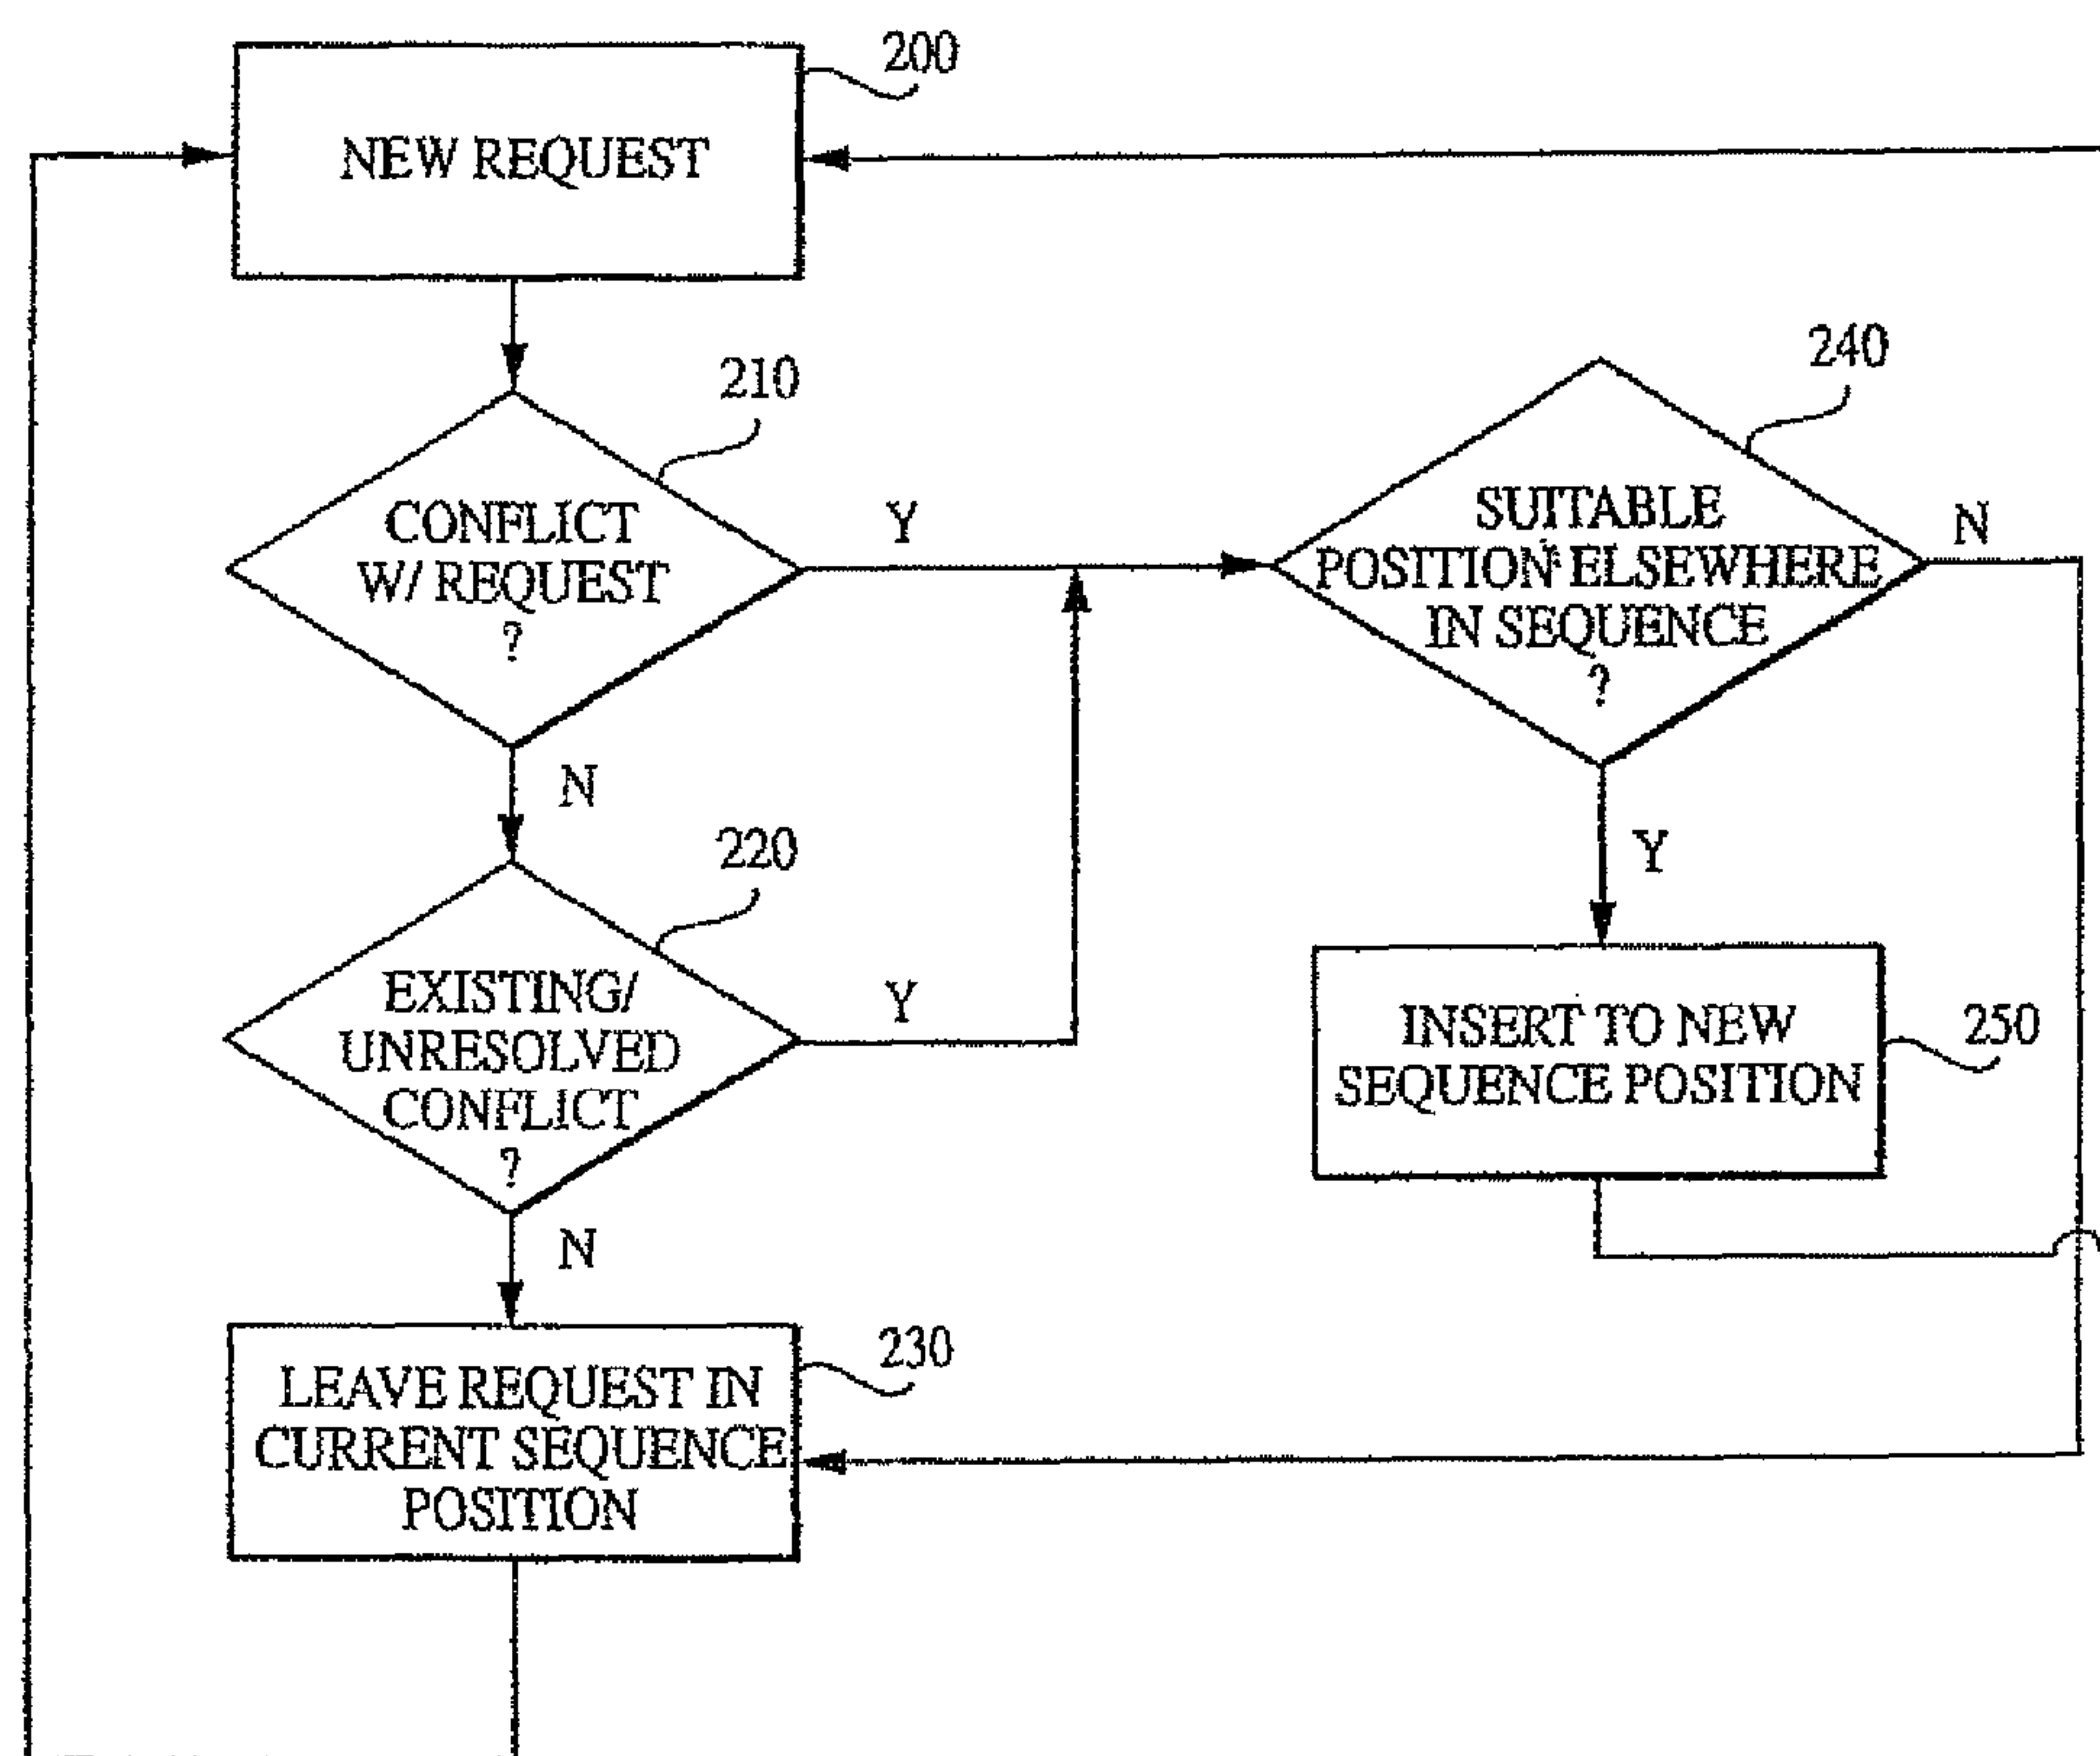 200
NEW REQUEST
210
CONFLICT
W/ REQUEST
?
Y
N
220
EXISTING/
UNRESOLVED
CONFLICT
?
Y
N
230
LEAVE REQUEST IN
CURRENT SEQUENCE
POSITION
240
SUITABLE
POSITION ELSEWHERE
IN SEQUENCE
?
N
Y
250
INSERT TO NEW
SEQUENCE POSITION